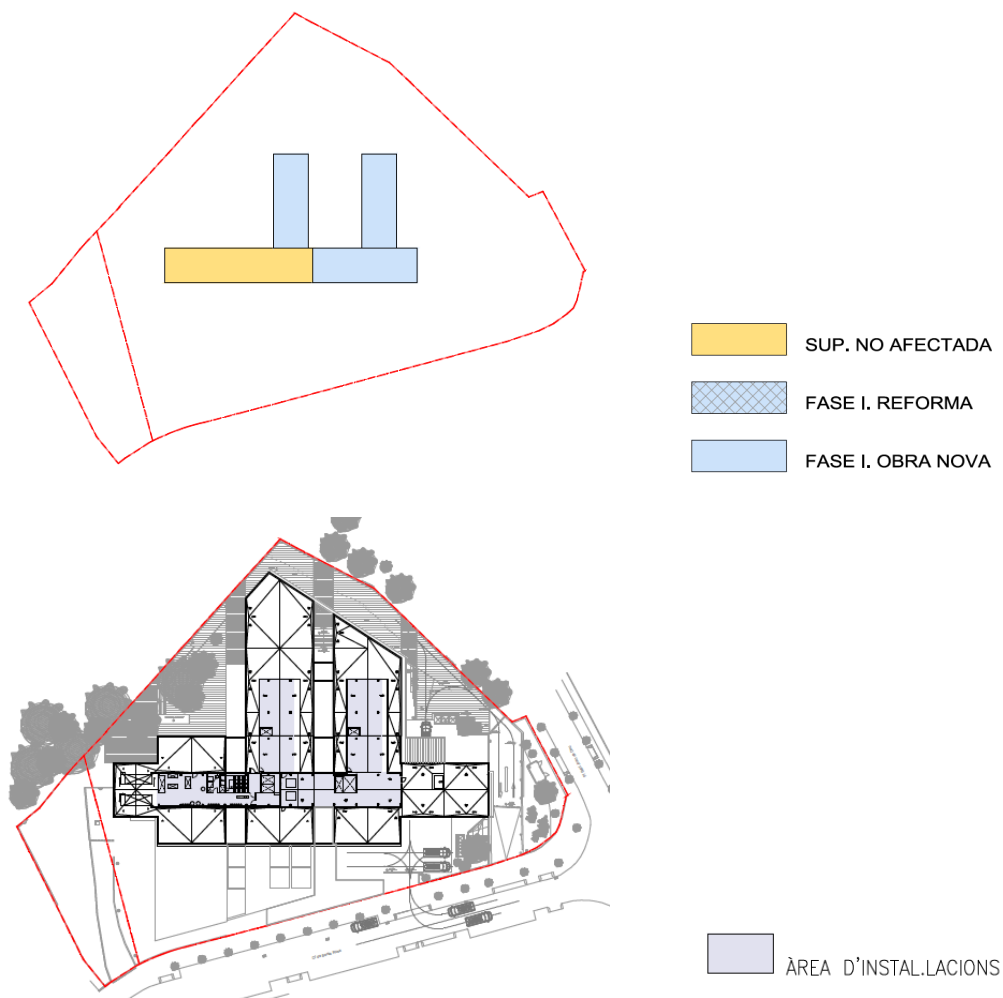 SUP. NO AFECTADA
FASE I. REFORMA
FASE I. OBRA NOVA
ÀREA D'INSTAL.LACIONS